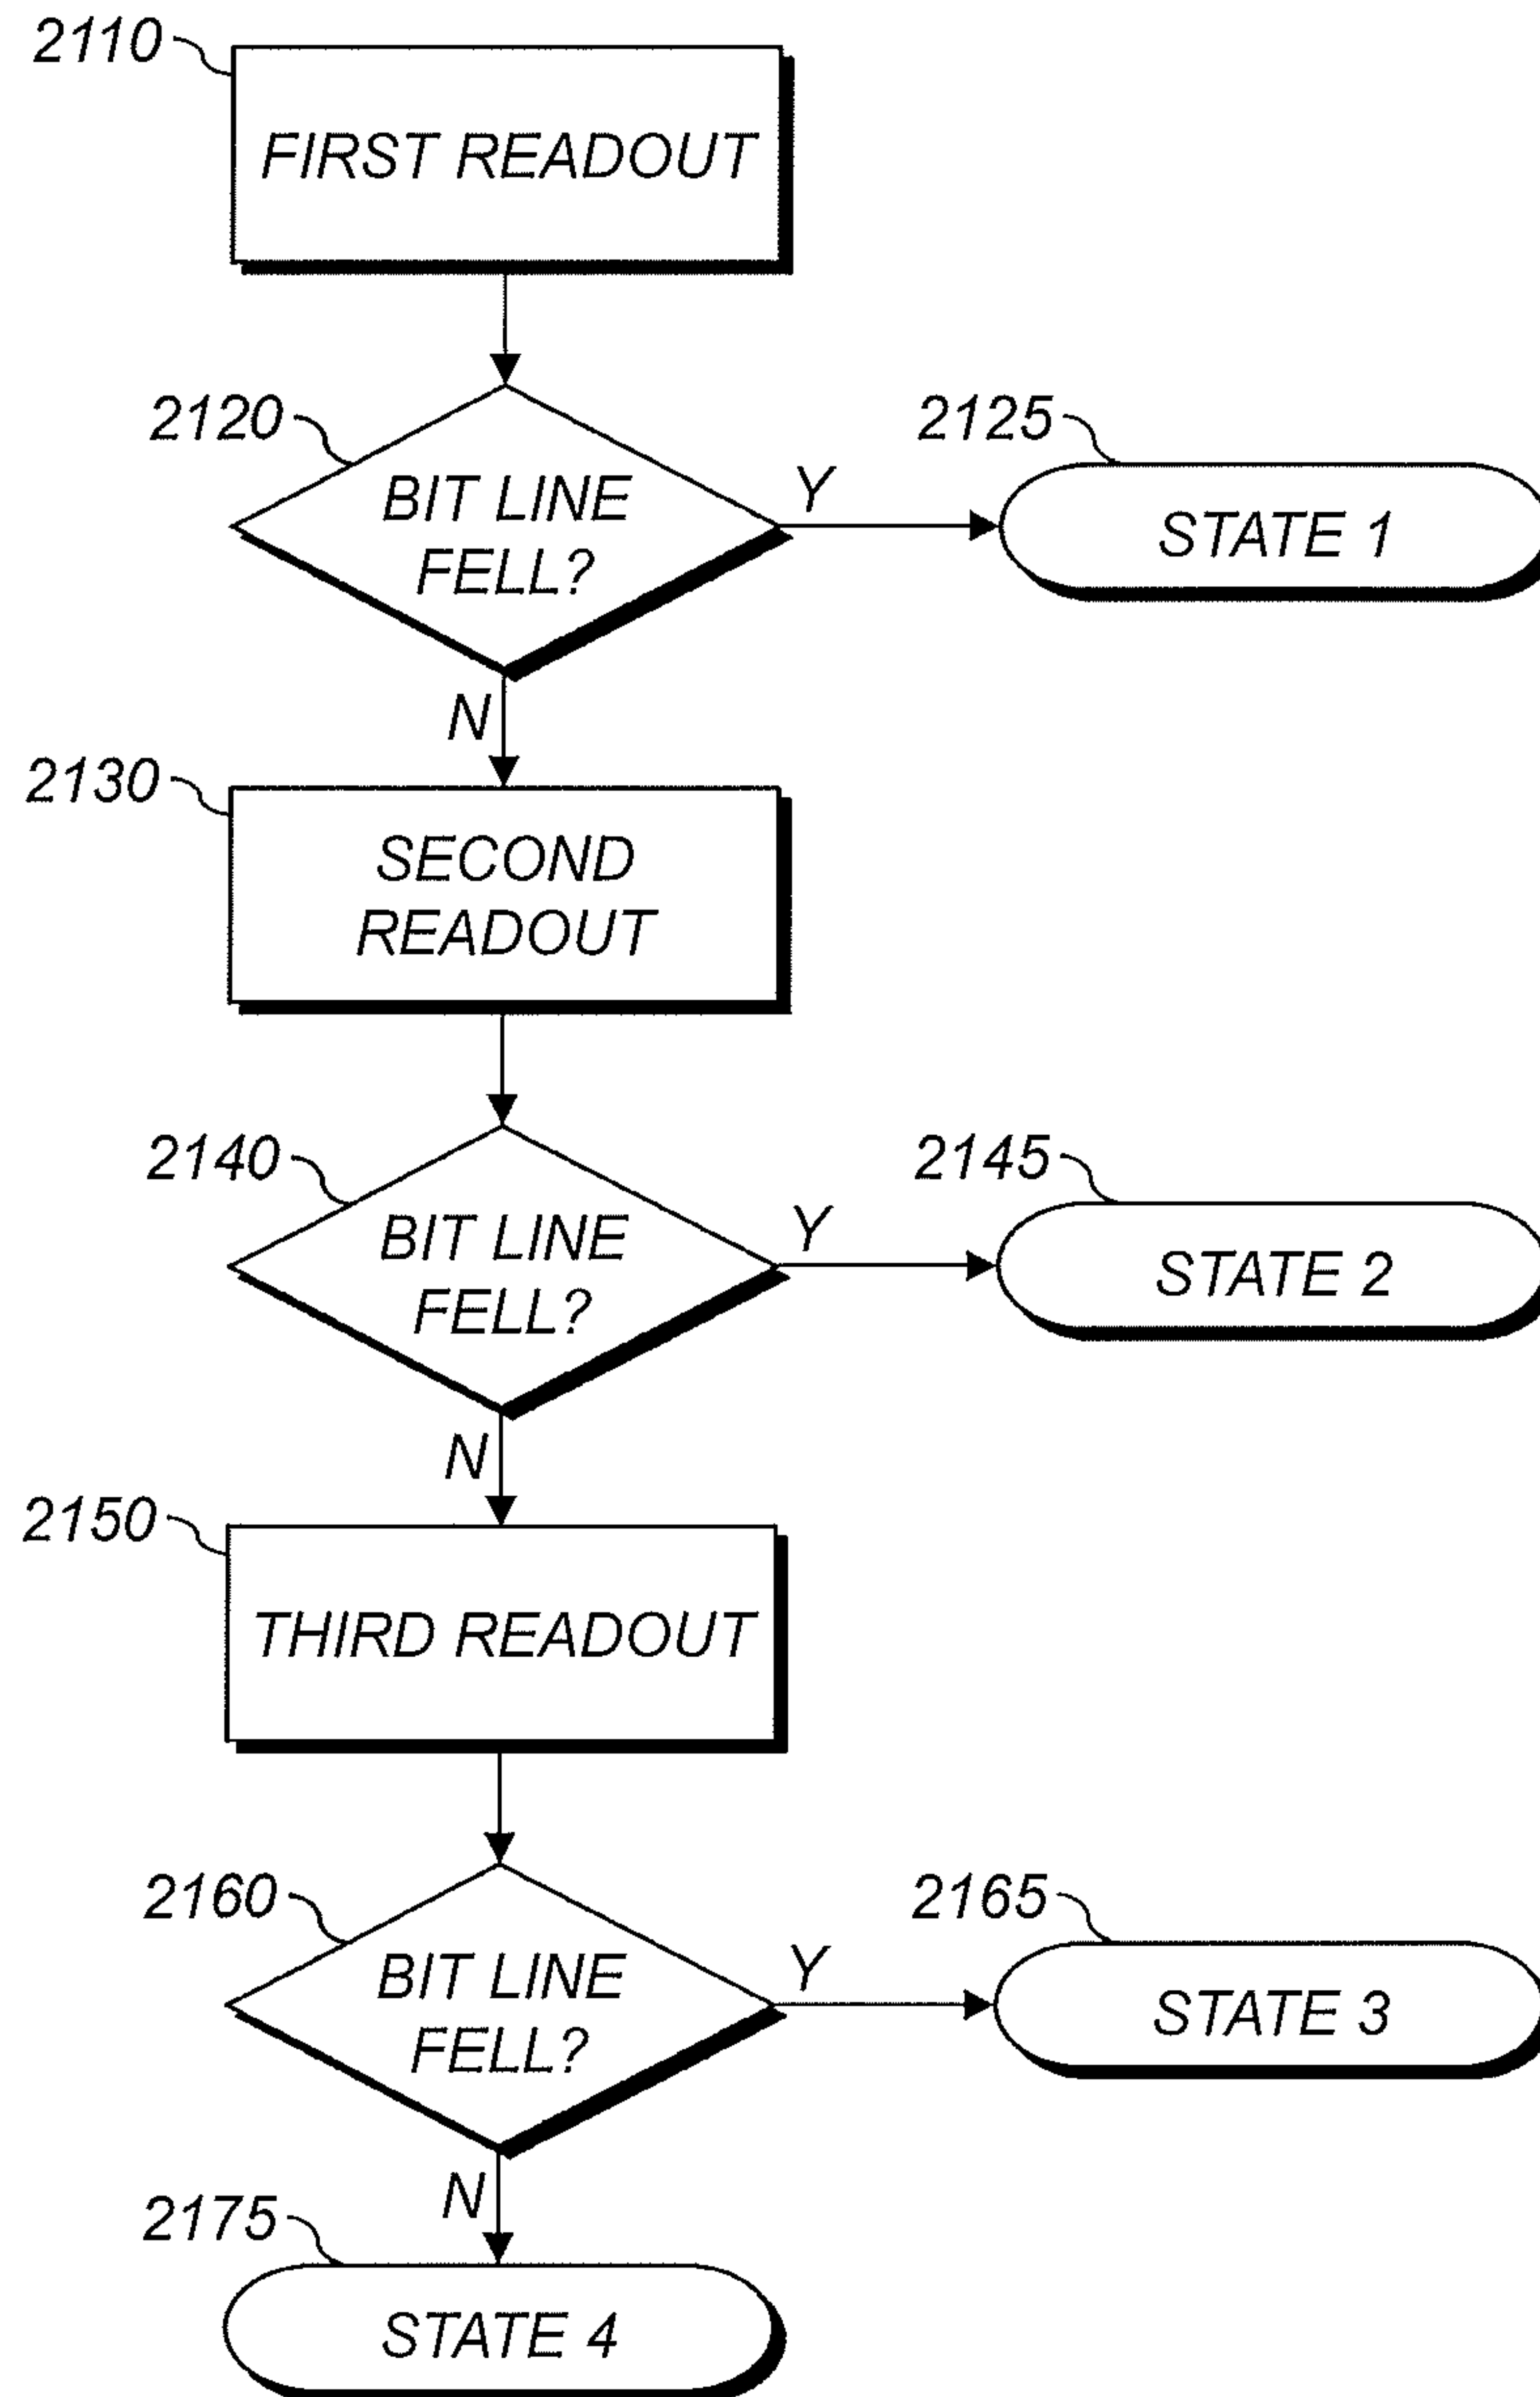 2110
FIRST READOUT
2120
BIT LINE
FELL?
Y
2125
STATE 1
N
2130
SECOND
READOUT
2140
BIT LINE
FELL?
Y
2145
STATE 2
N
2150
THIRD READOUT
2160
BIT LINE
FELL?
Y
2165
STATE 3
N
2175
STATE 4